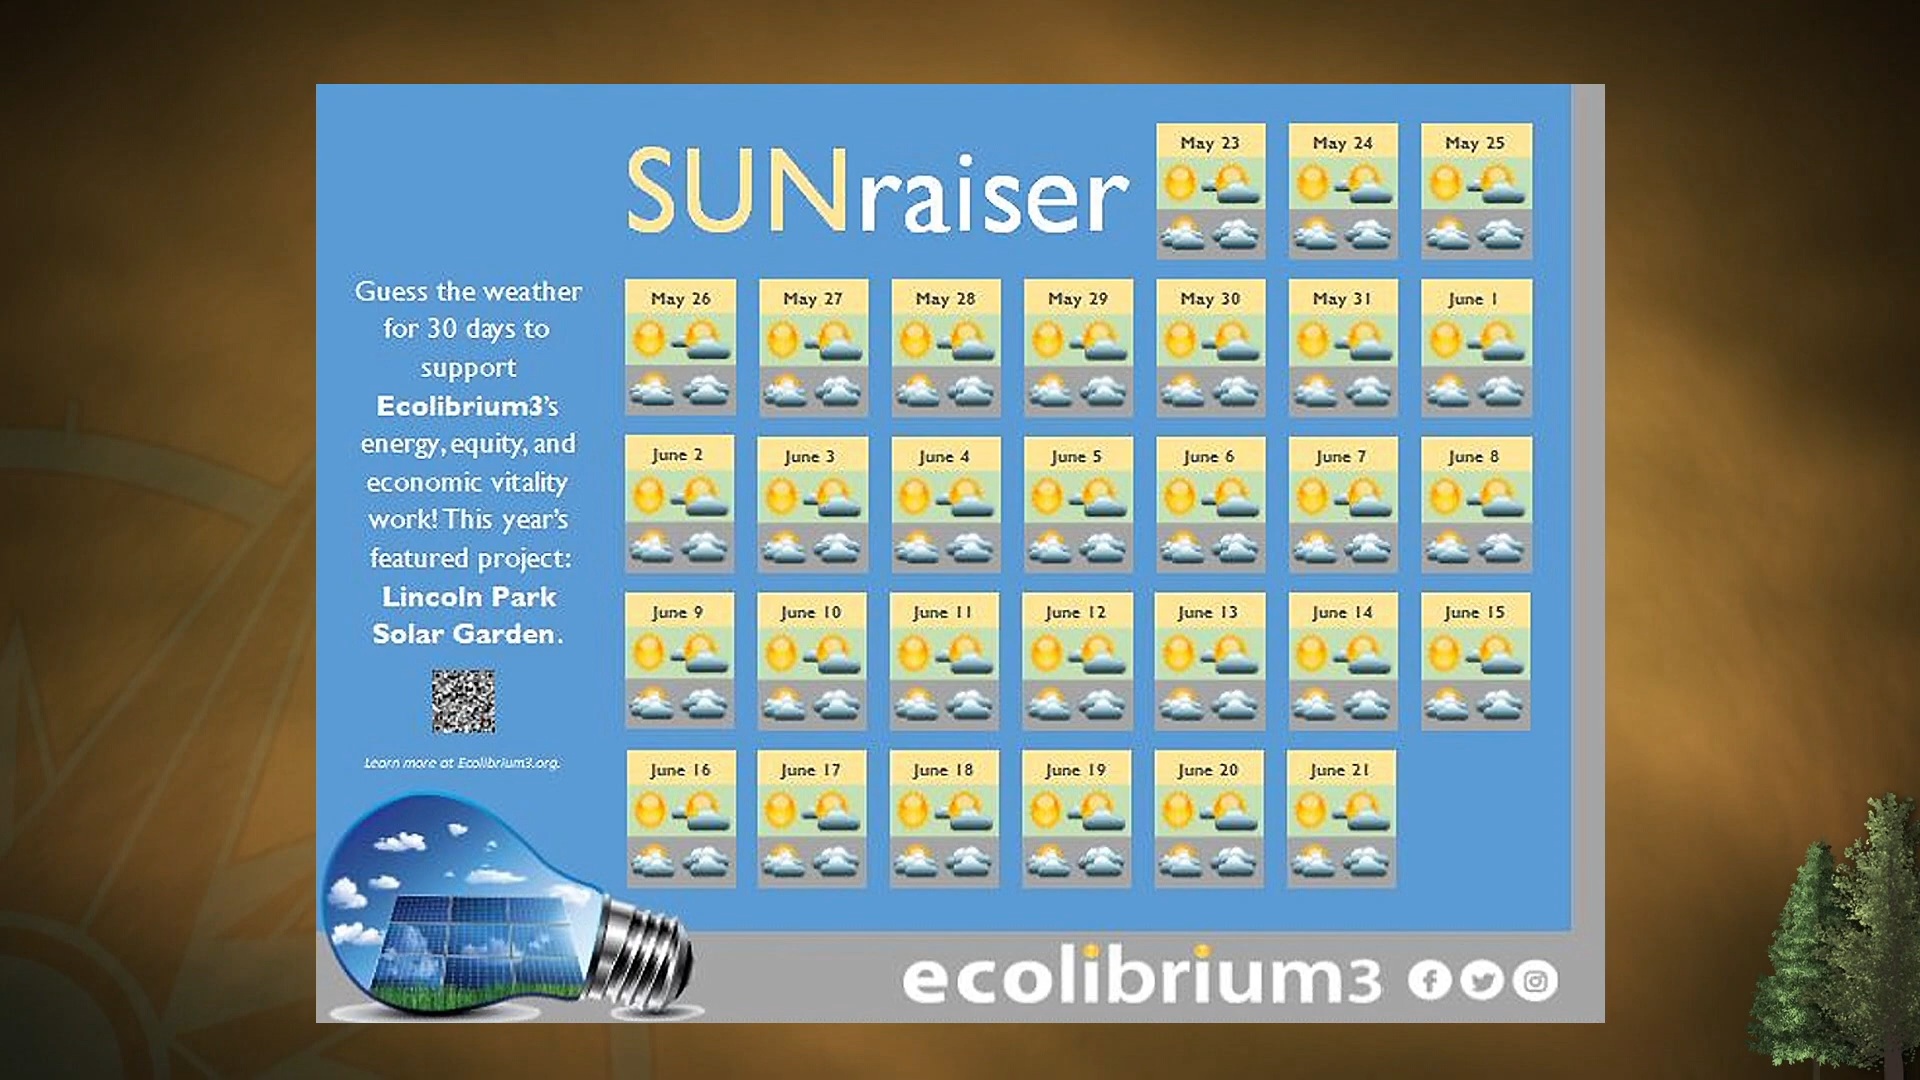 SUNraiser
May 23
May 24
May 25
Guess the weather
for 30 days to
support
Ecolibrium3's
energy, equity, and
economic vitality
work! This year's
featured project:
Lincoln Park
Solar Garden.
Learn more at Ecolibrium3.org.
May 26
May 27
May 28
May 29
May 30
May 31
June 1
June 2
June 3
June 4
June 5
June 6
June 7
June 8
June 9
June 10
June 11
June 12
June 13
June 14
June 15
June 16
June 17
June 18
June 19
June 20
June 21
ecolibrium3